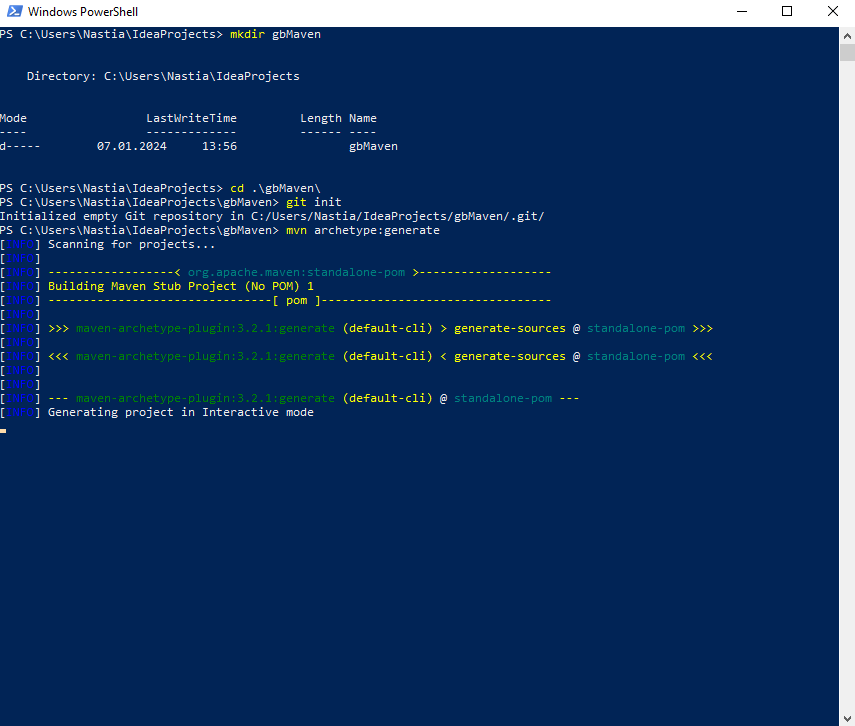 Windows PowerShell
PS C:\Users\Nastia\IdeaProjects> mkdir gbMaven
Directory: C:\Users\Nastia\IdeaProjects
Mode LastWriteTime Length Name
---- ------------- ------ ----
d----- 07.01.2024 13:56 gbMaven
PS C:\Users\Nastia\IdeaProjects> cd .\gbMaven\
PS C:\Users\Nastia\IdeaProjects\gbMaven> git init
Initialized empty Git repository in C:/Users/Nastia/IdeaProjects/gbMaven/.git/
PS C:\Users\Nastia\IdeaProjects\gbMaven> mvn archetype:generate
[INFO] Scanning for projects...
[INFO]
[INFO] ------------------< org.apache.maven:standalone-pom >-------------------
[INFO] Building Maven Stub Project (No POM) 1
[INFO] --------------------------------[ pom ]---------------------------------
[INFO]
[INFO] >>> maven-archetype-plugin:3.2.1:generate (default-cli) > generate-sources @ standalone-pom >>>
[INFO]
[INFO] <<< maven-archetype-plugin:3.2.1:generate (default-cli) < generate-sources @ standalone-pom <<<
[INFO]
[INFO]
[INFO] --- maven-archetype-plugin:3.2.1:generate (default-cli) @ standalone-pom ---
[INFO] Generating project in Interactive mode